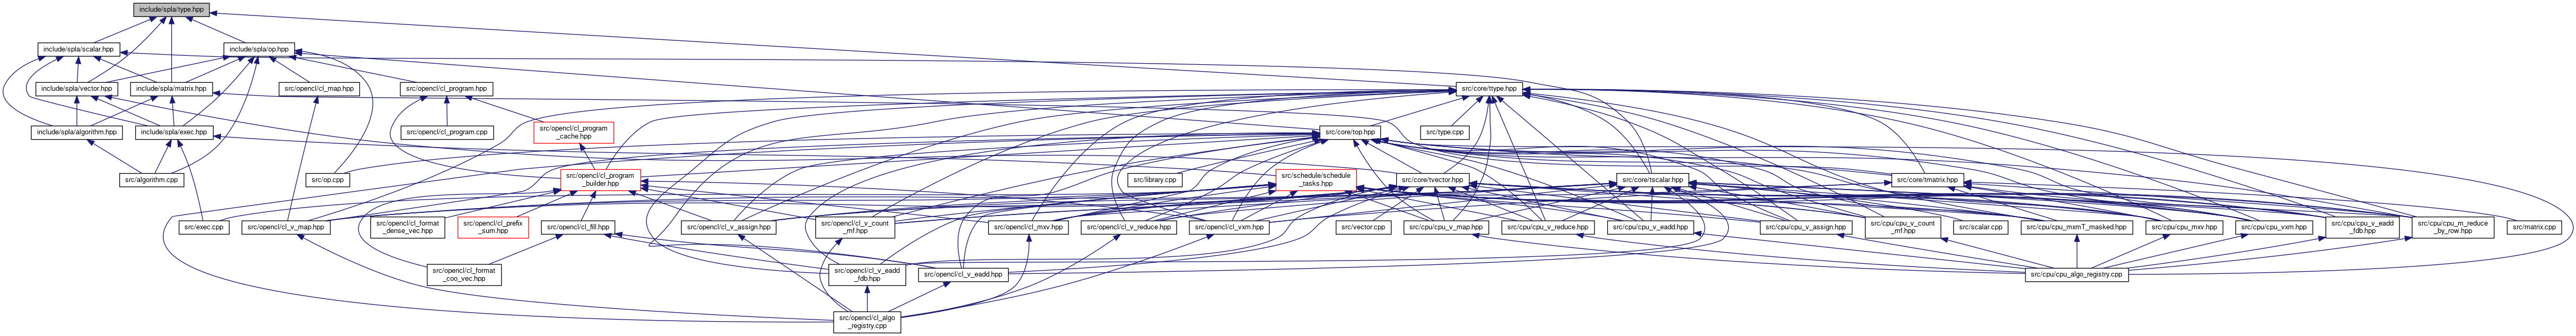 include/spla/type.hpp
include/spla/scalar.hpp
include/spla/op.hpp
include/spla/vector.hpp
include/spla/matrix.hpp
src/opencl/cl_map.hpp
src/opencl/cl_program.hpp
src/core/ttype.hpp
include/spla/algorithm.hpp
include/spla/exec.hpp
src/opencl/cl_program.cpp
src/opencl/cl_program
_cache.hpp
src/type.cpp
src/core/top.hpp
src/algorithm.cpp
src/op.cpp
src/opencl/cl_program
_builder.hpp
src/library.cpp
src/schedule/schedule
_tasks.hpp
src/core/tvector.hpp
src/core/tscalar.hpp
src/core/tmatrix.hpp
src/exec.cpp
src/opencl/cl_v_map.hpp
src/opencl/cl_format
_dense_vec.hpp
src/opencl/cl_prefix
_sum.hpp
src/opencl/cl_fill.hpp
src/opencl/cl_v_assign.hpp
src/opencl/cl_v_count
_mf.hpp
src/opencl/cl_mxv.hpp
src/opencl/cl_v_reduce.hpp
src/opencl/cl_vxm.hpp
src/vector.cpp
src/cpu/cpu_v_map.hpp
src/cpu/cpu_v_reduce.hpp
src/cpu/cpu_v_eadd.hpp
src/cpu/cpu_v_assign.hpp
src/cpu/cpu_v_count
_mf.hpp
src/scalar.cpp
src/cpu/cpu_mxmT_masked.hpp
src/cpu/cpu_mxv.hpp
src/cpu/cpu_vxm.hpp
src/cpu/cpu_v_eadd
_fdb.hpp
src/cpu/cpu_m_reduce
_by_row.hpp
src/matrix.cpp
src/opencl/cl_format
_coo_vec.hpp
src/opencl/cl_v_eadd
_fdb.hpp
src/opencl/cl_v_eadd.hpp
src/cpu/cpu_algo_registry.cpp
src/opencl/cl_algo
_registry.cpp